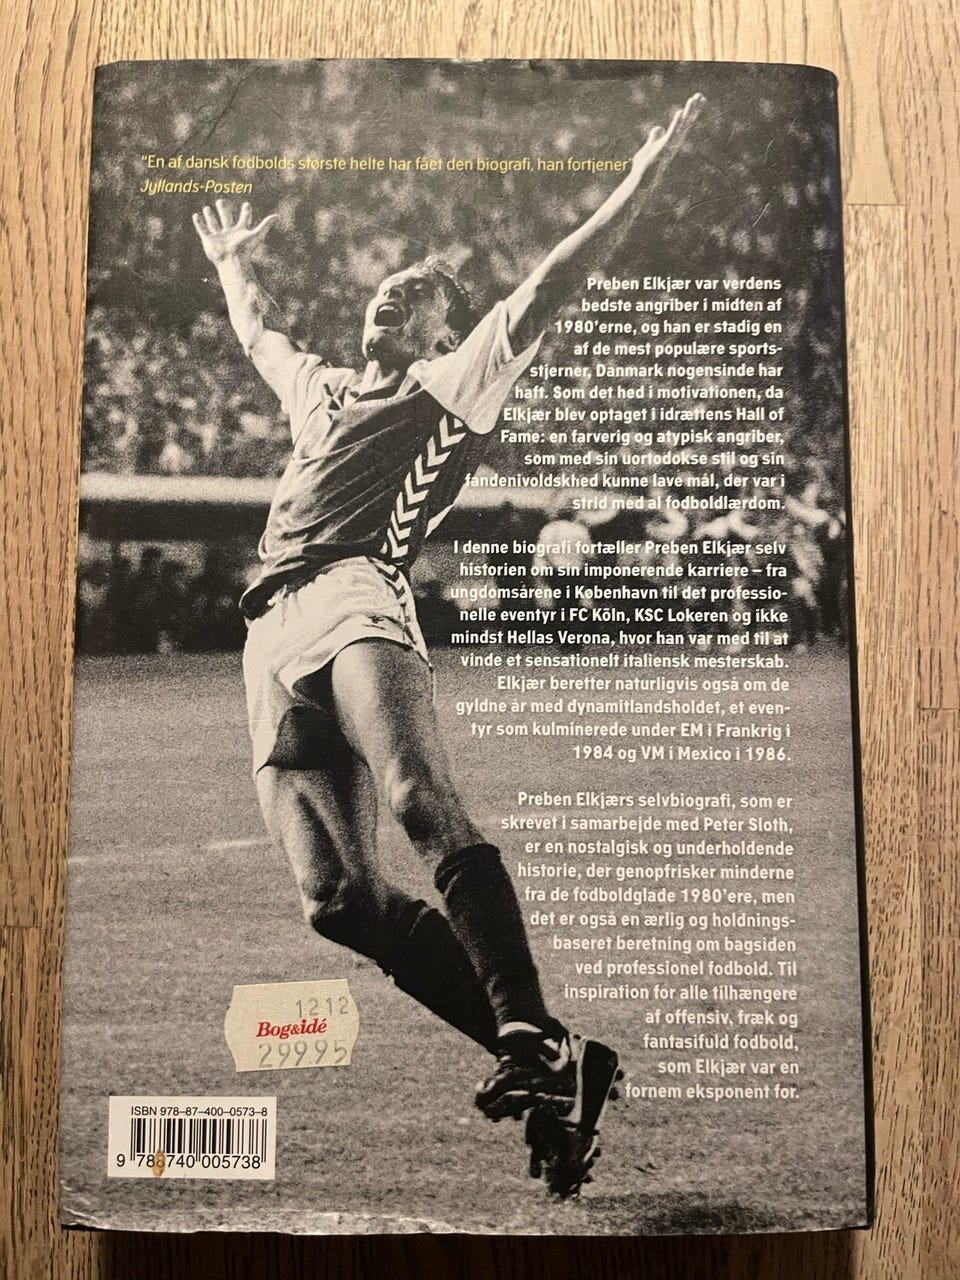 "En af dansk fodbolds største helte har fået den biografi, han fortjener"
Jyllands-Posten
Preben Elkjær var verdens
bedste angriber i midten af
1980'erne, og han er stadig en
af de mest populære sports-
stjerner, Danmark nogensinde har
haft. Som det hed i motivationen, da
Elkjær blev optaget i idrættens Hall of
Fame: en farverig og atypisk angriber,
som med sin uortodokse stil og sin
fandenivoldskhed kunne lave mål, der var i
strid med al fodboldlærdom.
I denne biografi fortæller Preben Elkjær selv
historien om sin imponerende karriere – fra
ungdomsårene i København til det professio-
nelle eventyr i FC Köln, KSC Lokeren og ikke
mindst Hellas Verona, hvor han var med til at
vinde et sensationelt italiensk mesterskab.
Elkjær beretter naturligvis også om de
gyldne år med dynamitlandsholdet, et even-
tyr som kulminerede under EM i Frankrig i
1984 og VM i Mexico i 1986.
Preben Elkjærs selvbiografi, som er
skrevet i samarbejde med Peter Sloth,
er en nostalgisk og underholdende
historie, der genopfrisker minderne
fra de fodboldglade 1980'ere, men
det er også en ærlig og holdnings-
baseret beretning om bagsiden
ved professionel fodbold. Til
inspiration for alle tilhængere
af offensiv, fræk og
fantasifuld fodbold,
som Elkjær var en
fornem eksponent for.
1212
Bog&idé
299.95
ISBN 978-87-400-0573-8
9 788740 005738